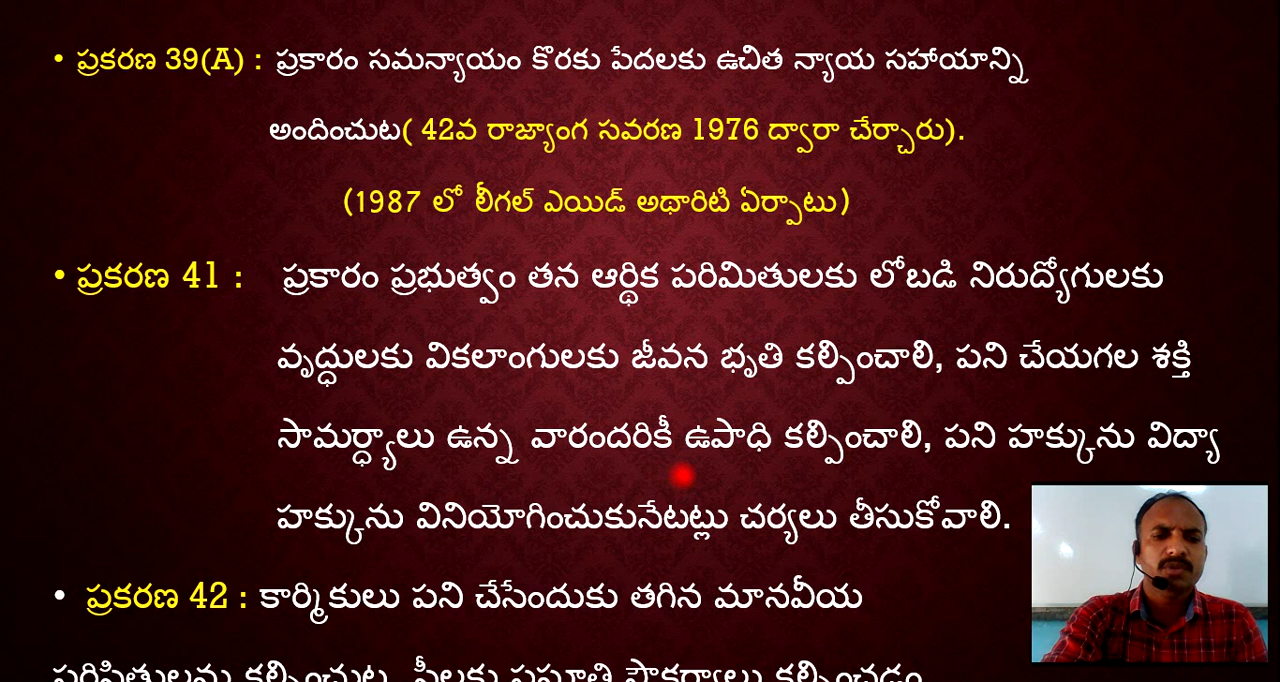 • ప్రకరణ 39(A) : ప్రకారం సమన్యాయం కొరకు పేదలకు ఉచిత న్యాయ సహాయాన్ని
అందించుట( 42వ రాజ్యాంగ సవరణ 1976 ద్వారా చేర్చారు).
(1987 లో లీగల్ ఎయిడ్ అథారిటి ఏర్పాటు)
• ప్రకరణ 41 : ప్రకారం ప్రభుత్వం తన ఆర్థిక పరిమితులకు లోబడి నిరుద్యోగులకు
వృద్ధులకు వికలాంగులకు జీవన భృతి కల్పించాలి, పని చేయగల శక్తి
సామర్ధ్యాలు ఉన్న వారందరికీ ఉపాధి కల్పించాలి, పని హక్కును విద్యా
హక్కును వినియోగించుకునేటట్లు చర్యలు తీసుకోవాలి.
• ప్రకరణ 42 : కార్మికులు పని చేసేందుకు తగిన మానవీయ
కల్పించుట